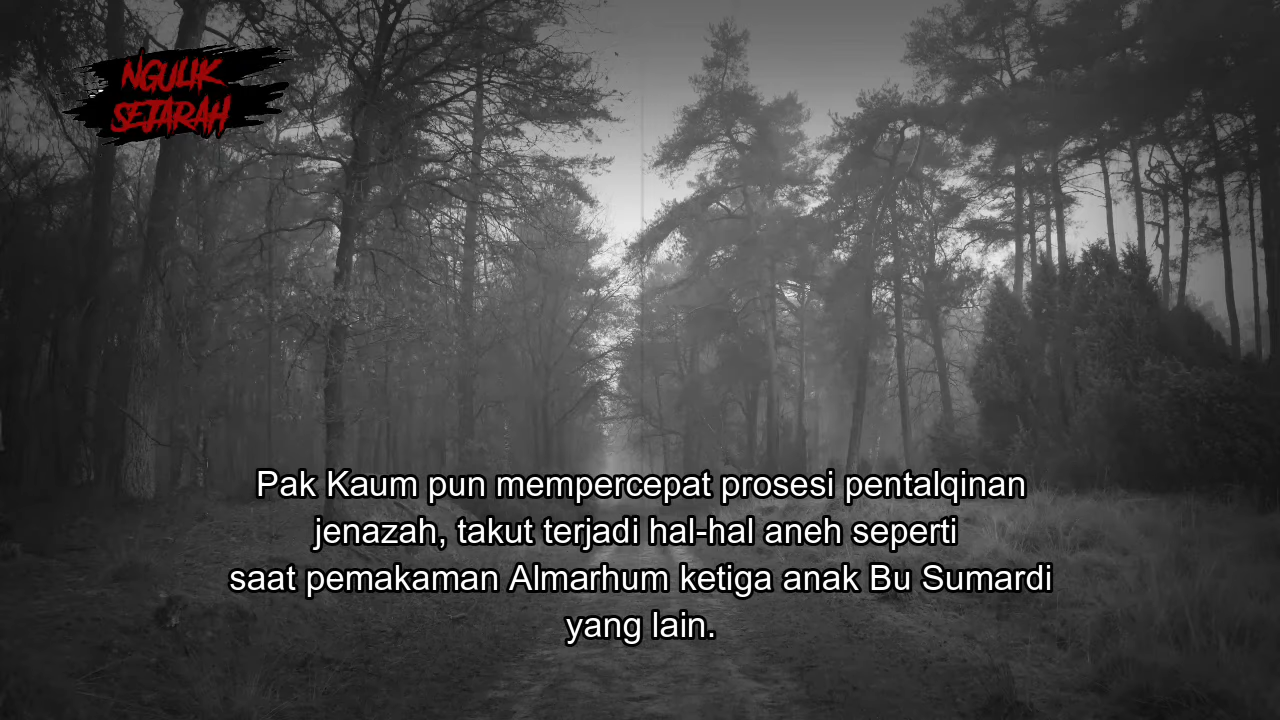 NGULIK
SEJARAH
Pak Kaum pun mempercepat prosesi pentalqinan
jenazah, takut terjadi hal-hal aneh seperti
saat pemakaman Almarhum ketiga anak Bu Sumardi
yang lain.